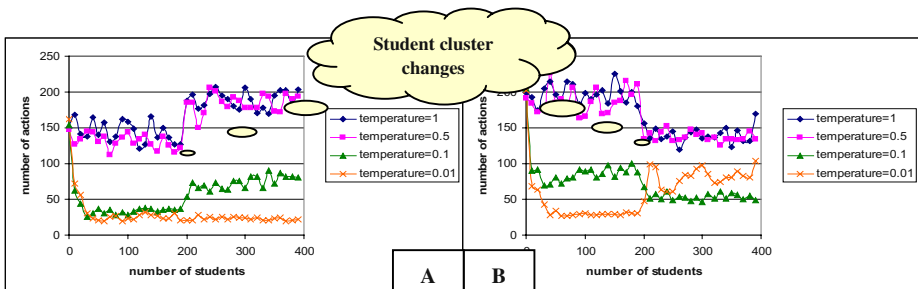 Student cluster
changes
250
200
150
100
50
0
number of actions
0 100 200 300 400
number of students
temperature=1
temperature=0.5
temperature=0.1
temperature=0.01
A
B
250
200
150
100
50
0
number of actions
0 100 200 300 400
number of students
temperature=1
temperature=0.5
temperature=0.1
temperature=0.01